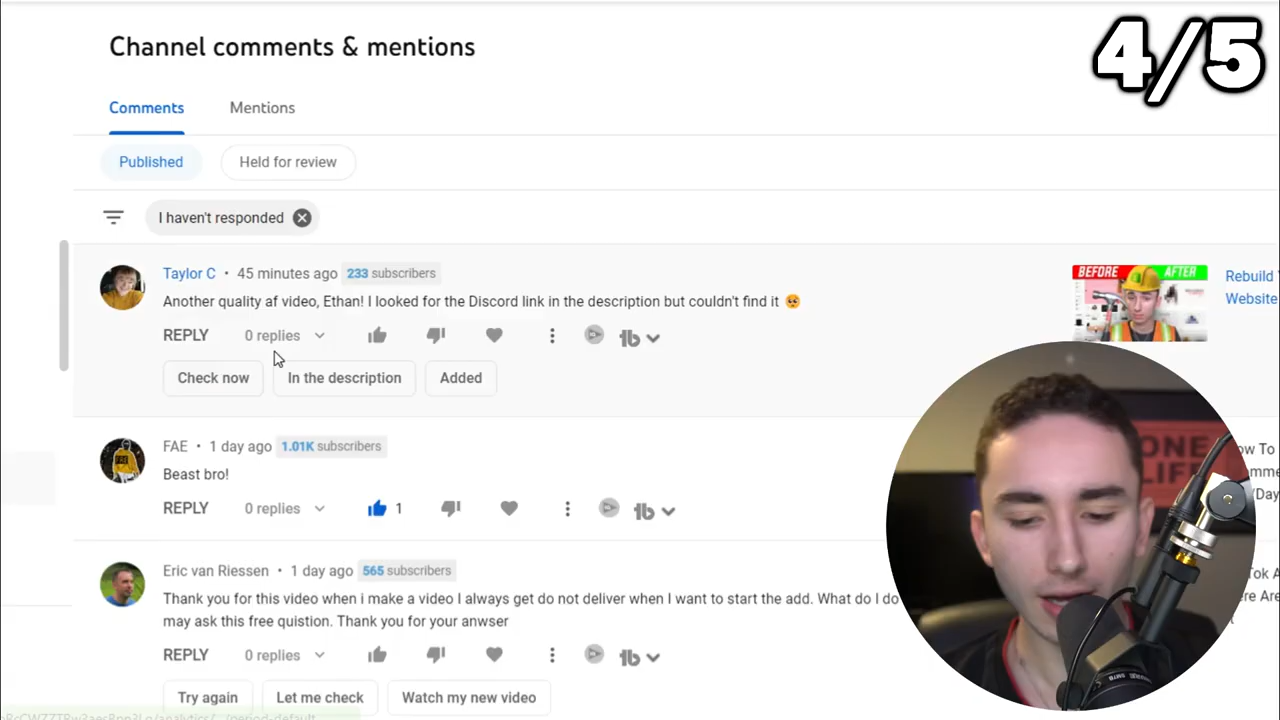 4/5
Channel comments & mentions
Comments Mentions
Published Held for review
I haven't responded
Taylor C • 45 minutes ago 233 subscribers
Another quality af video, Ethan! I looked for the Discord link in the description but couldn't find it 🥺
REPLY 0 replies
Check now In the description Added
BEFORE AFTER
Rebuild
Website
FAE • 1 day ago 1.01K subscribers
Beast bro!
REPLY 0 replies 1
ow To
/Day
Eric van Riessen • 1 day ago 565 subscribers
Thank you for this video when i make a video I always get do not deliver when I want to start the add. What do I do
may ask this free quistion. Thank you for your anwser
REPLY 0 replies
Try again Let me check Watch my new video
ONE
LIFE